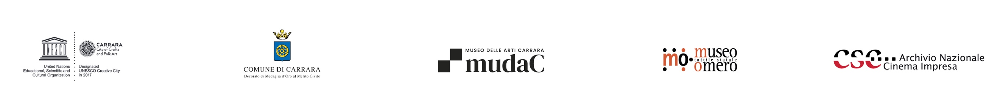 UNESCO
United Nations
Educational, Scientific and
Cultural Organization
CARRARA
City of Crafts
and Folk Art
Designated
UNESCO Creative City
in 2017
COMUNE DI CARRARA
Decorato di Medaglia d'Oro al Merito Civile
MUSEO DELLE ARTI CARRARA
mudaC
mo
museo
tattile statale
omero
csc
Archivio Nazionale
Cinema Impresa